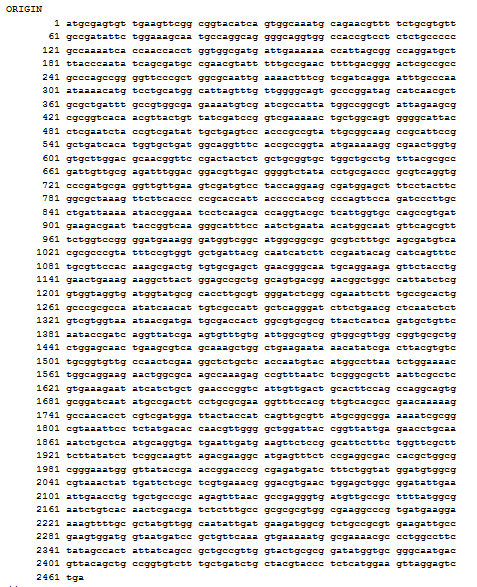 ORIGIN
1 atgcgagtgt tgaagttcgg cggtacatca gtggcaaatg cagaacgttt tctgcgtgtt
61 gccgatattc tggaaagcaa tgccaggcag gggcaggtgg ccaccgtcct ctctgccccc
121 gccaaaatca ccaaccacct ggtggcgatg attgaaaaaa ccattagcgg ccaggatgct
181 ttacccaata tcagcgatgc cgaacgtatt tttgccgaac tttttgacggg actcgccgcc
241 gcccagccgg ggttcccgct ggcgcaattg aaaactttcg tcgatcagga atttgcccaa
301 ataaaacatg tcctgcatgg cattagtttg ttggggcagt gcccggatag catcaacgct
361 gcgctgattt gccgtggcga gaaaatgtcg atcgccatta tggccggcgt attagaagcg
421 cgcggtcaca acgttactgt tatcgatccg gtcgaaaaac tgctggcagt ggggcattac
481 ctcgaatcta ccgtcgatat tgctgagtcc acccgccgta ttgcggcaag ccgcattccg
541 gctgatcaca tggtgctgat ggcaggtttc accgccggta atgaaaaagg cgaactggtg
601 gtgcttggac gcaacggttc cgactactct gctgcggtgc tggctgcctg tttacgcgcc
661 gattgttgcg agatttggac ggacgttgac ggggtctata cctgcgaccc gcgtcaggtg
721 cccgatgcga ggttgttgaa gtcgatgtcc taccaggaag cgatggagct ttcctacttc
781 ggcgctaaag ttcttcaccc ccgcaccatt acccccatcg cccagttcca gatcccttgc
841 ctgattaaaa ataccggaaa tcctcaagca ccaggtacgc tcattggtgc cagccgtgat
901 gaagacgaat taccggtcaa gggcatttcc aatctgaata acatggcaat gttcagcgtt
961 tctggtccgg ggatgaaagg gatggtcggc atggcggcgc gcgtctttgc agcgatgtca
1021 cgcgcccgta tttccgtggt gctgattacg caatcatctt ccgaatacag catcagtttc
1081 tgcgttccac aaagcgactg tgtgcgagct gaacgggcaa tgcaggaaga gttctacctg
1141 gaactgaaag aaggcttact ggagccgctg gcagtgacgg aacggctggc cattatctcg
1201 gtggtaggtg atggtatgcg caccttgcgt gggatctcgg cgaaattctt tgccgcactg
1261 gcccgcgcca atatcaacat tgtcgccatt gctcagggat cttctgaacg ctcaatctct
1321 gtcgtggtaa ataacgatga tgcgaccact ggcgtgcgcg ttactcatca gatgctgttc
1381 aataccgatc aggttatcga agtgtttgtg attggcgtcg gtggcgttgg cggtgcgctg
1441 ctggagcaac tgaagcgtca gcaaagctgg ctgaagaata aacatatcga cttacgtgtc
1501 tgcggtgttg ccaactcgaa ggctctgctc accaatgtac atggccttaa tctggaaaac
1561 tggcaggaag aactggcgca agccaaagag ccgtttaatc tcgggcgctt aattcgcctc
1621 gtgaaagaat atcatctgct gaacccggtc attgttgact gcacttccag ccaggcagtg
1681 gcggatcaat atgccgactt cctgcgcgaa ggtttccacg ttgtcacgcc gaacaaaaag
1741 gccaacacct cgtcgatgga ttactaccat cagttgcgtt atgcggcgga aaaatcgcgg
1801 cgtaaattcc tctatgacac caacgttggg gctggattac cggttattga gaacctgcaa
1861 aatctgctca atgcaggtga tgaattgatg aagttctccg gcattctttc tggttcgctt
1921 tcttatatct tcggcaagtt agacgaaggc atgagtttct ccgaggcgac cacgctggcg
1981 cgggaaatgg gttataccga accggacccg cgagatgatc tttctggtat ggatgtggcg
2041 cgtaaactat tgattctcgc tcgtgaaacg ggacgtgaac tggagctggc ggatattgaa
2101 attgaacctg tgctgcccgc agagtttaac gccgagggtg atgttgccgc ttttatggcg
2161 aatctgtcac aactcgacga tctctttgcc gcgcgcgtgg cgaaggcccg tgatgaagga
2221 aaagttttgc gctatgttgg caatattgat gaagatggcg tctgccgcgt gaagattgcc
2281 gaagtggatg gtaatgatcc gctgttcaaa gtgaaaaatg gcgaaaacgc cctggccttc
2341 tatagccact attatcagcc gctgccgttg gtactgcgcg gatatggtgc gggcaatgac
2401 gttacagctg ccggtgtctt tgctgatctg ctacgtaccc tctcatggaa gttaggagtc
2461 tga